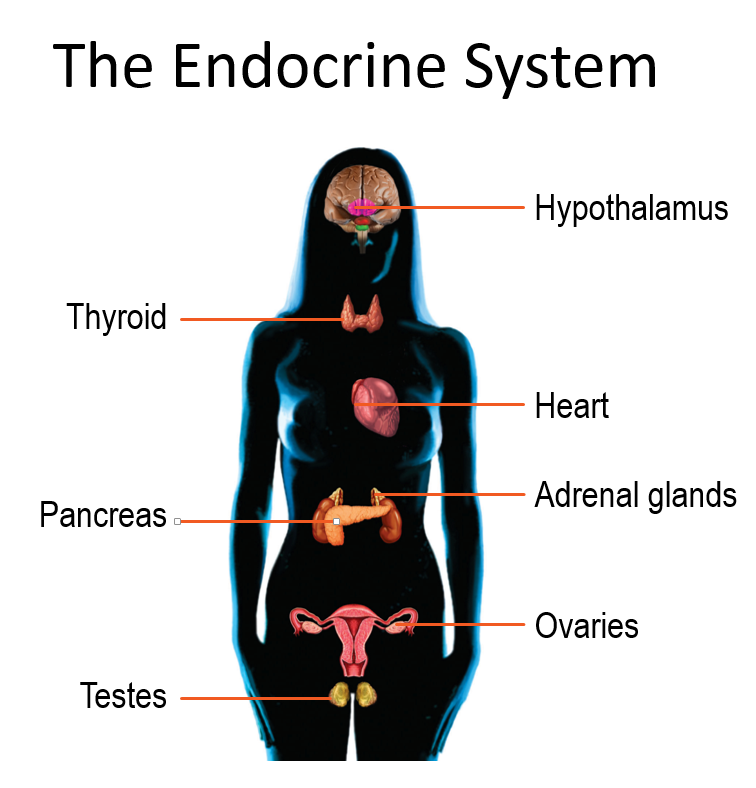 The Endocrine System
Hypothalamus
Thyroid
Heart
Adrenal glands
Pancreas
Ovaries
Testes